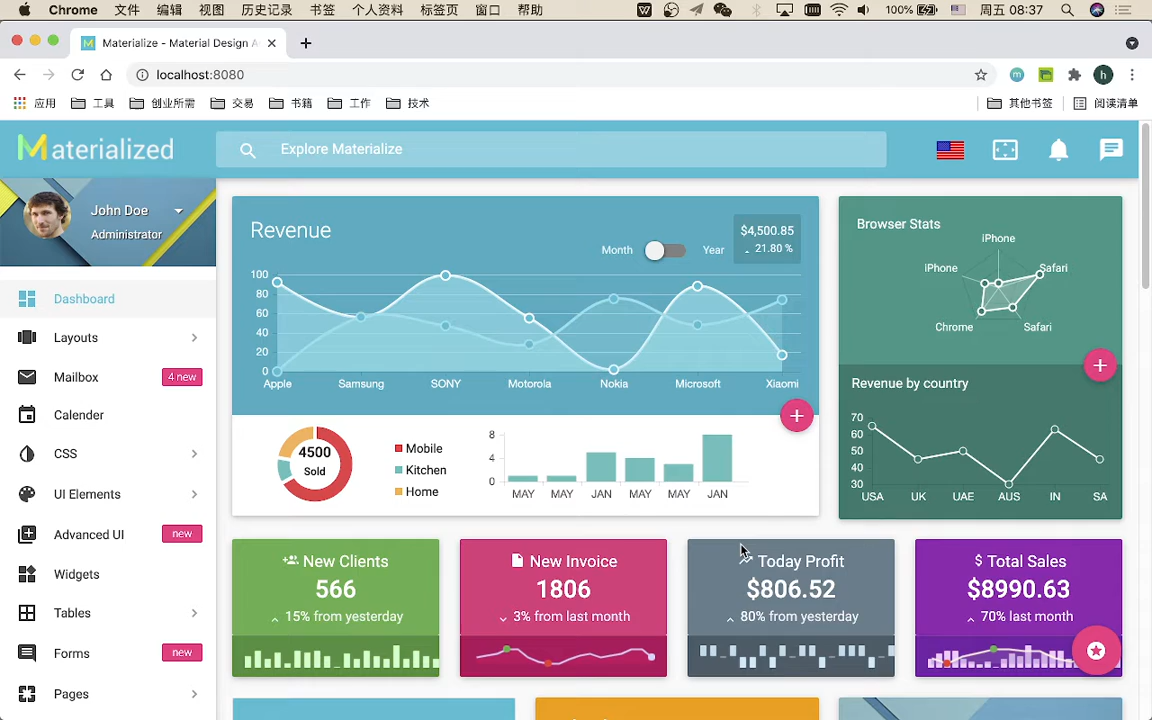 Chrome 文件 编辑 视图 历史记录 书签 个人资料 标签页 窗口 帮助 100% 周五 08:37
Materialize - Material Design A
localhost:8080 m h
应用 工具 创业所需 交易 书籍 工作 技术 其他书签 阅读清单
Materialized Explore Materialize
John Doe
Administrator
Dashboard
Layouts
Mailbox 4 new
Calender
CSS
UI Elements
Advanced UI new
Widgets
Tables
Forms new
Pages
Revenue
Month Year
$4,500.85
21.80 %
100
80
60
40
20
0
Apple Samsung SONY Motorola Nokia Microsoft Xiaomi
4500
Sold
Mobile
Kitchen
Home
8
4
0
MAY MAY JAN MAY MAY JAN
Browser Stats
iPhone
iPhone Safari
Chrome Safari
Revenue by country
70
60
50
40
30
USA UK UAE AUS IN SA
New Clients
566
15% from yesterday
New Invoice
1806
3% from last month
Today Profit
$806.52
80% from yesterday
$ Total Sales
$8990.63
70% last month